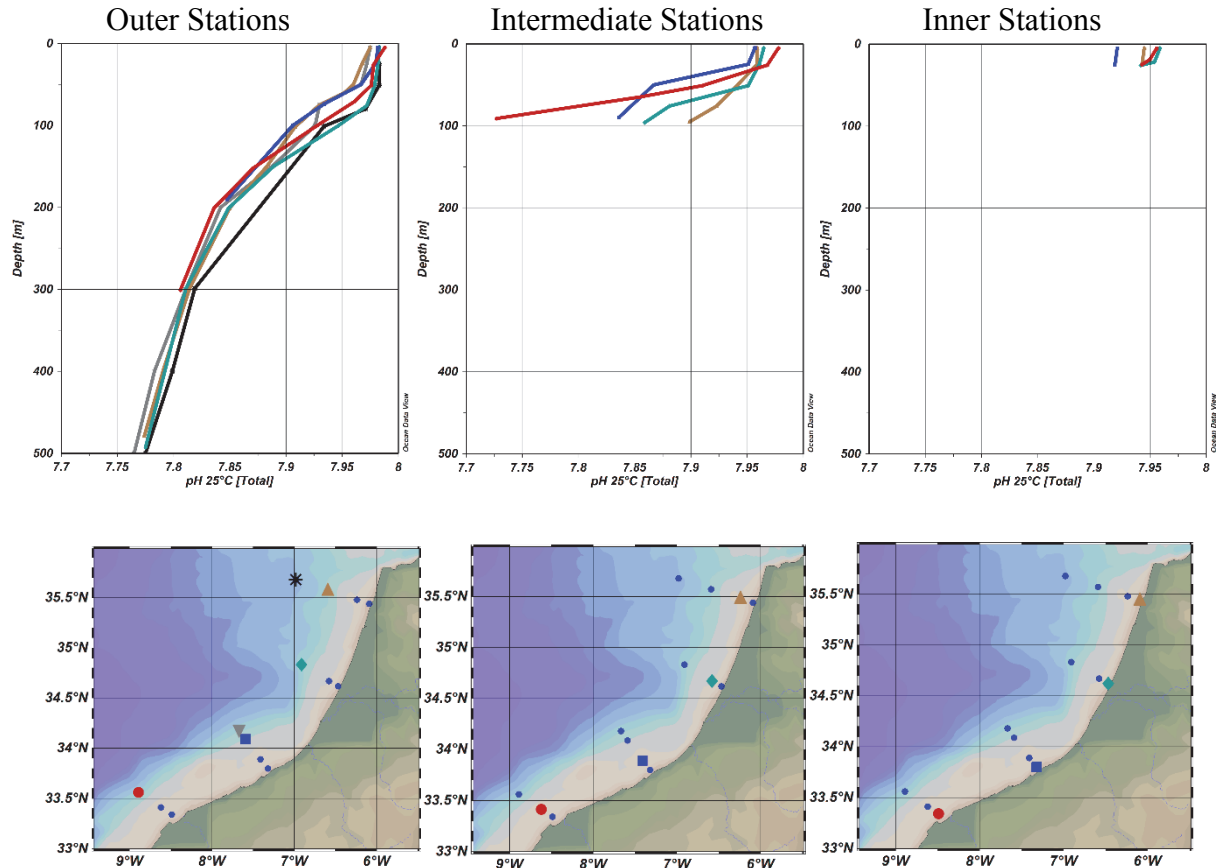 Outer Stations
0
100
200
300
400
500
Depth [m]
7.7
7.75
7.8
7.85
7.9
7.95
8
pH 25°C [Total]
Ocean Data View
Intermediate Stations
0
100
200
300
400
500
Depth [m]
7.7
7.75
7.8
7.85
7.9
7.95
8
pH 25°C [Total]
Ocean Data View
Inner Stations
0
100
200
300
400
500
Depth [m]
7.7
7.75
7.8
7.85
7.9
7.95
8
pH 25°C [Total]
Ocean Data View
35.5°N
35°N
34.5°N
34°N
33.5°N
33°N
9°W
8°W
7°W
6°W
35.5°N
35°N
34.5°N
34°N
33.5°N
33°N
9°W
8°W
7°W
6°W
35.5°N
35°N
34.5°N
34°N
33.5°N
33°N
9°W
8°W
7°W
6°W